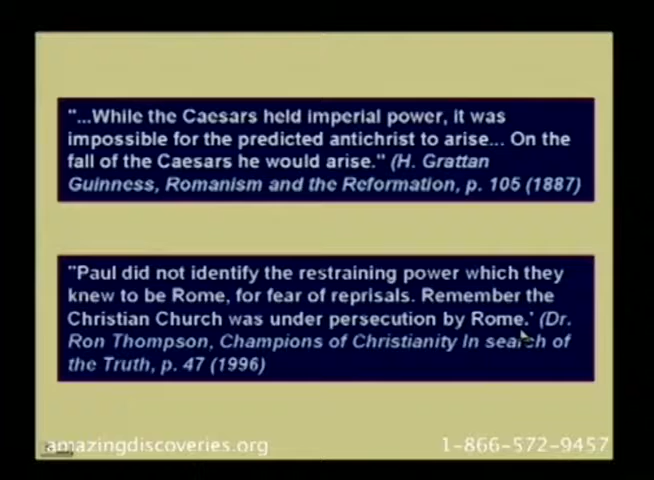 "...While the Caesars held imperial power, it was
impossible for the predicted antichrist to arise... On the
fall of the Caesars he would arise." (H. Grattan
Guinness, Romanism and the Reformation, p. 105 (1887)
"Paul did not identify the restraining power which they
knew to be Rome, for fear of reprisals. Remember the
Christian Church was under persecution by Rome.' (Dr.
Ron Thompson, Champions of Christianity In search of
the Truth, p. 47 (1996)
amazingdiscoveries.org 1-866-572-9457